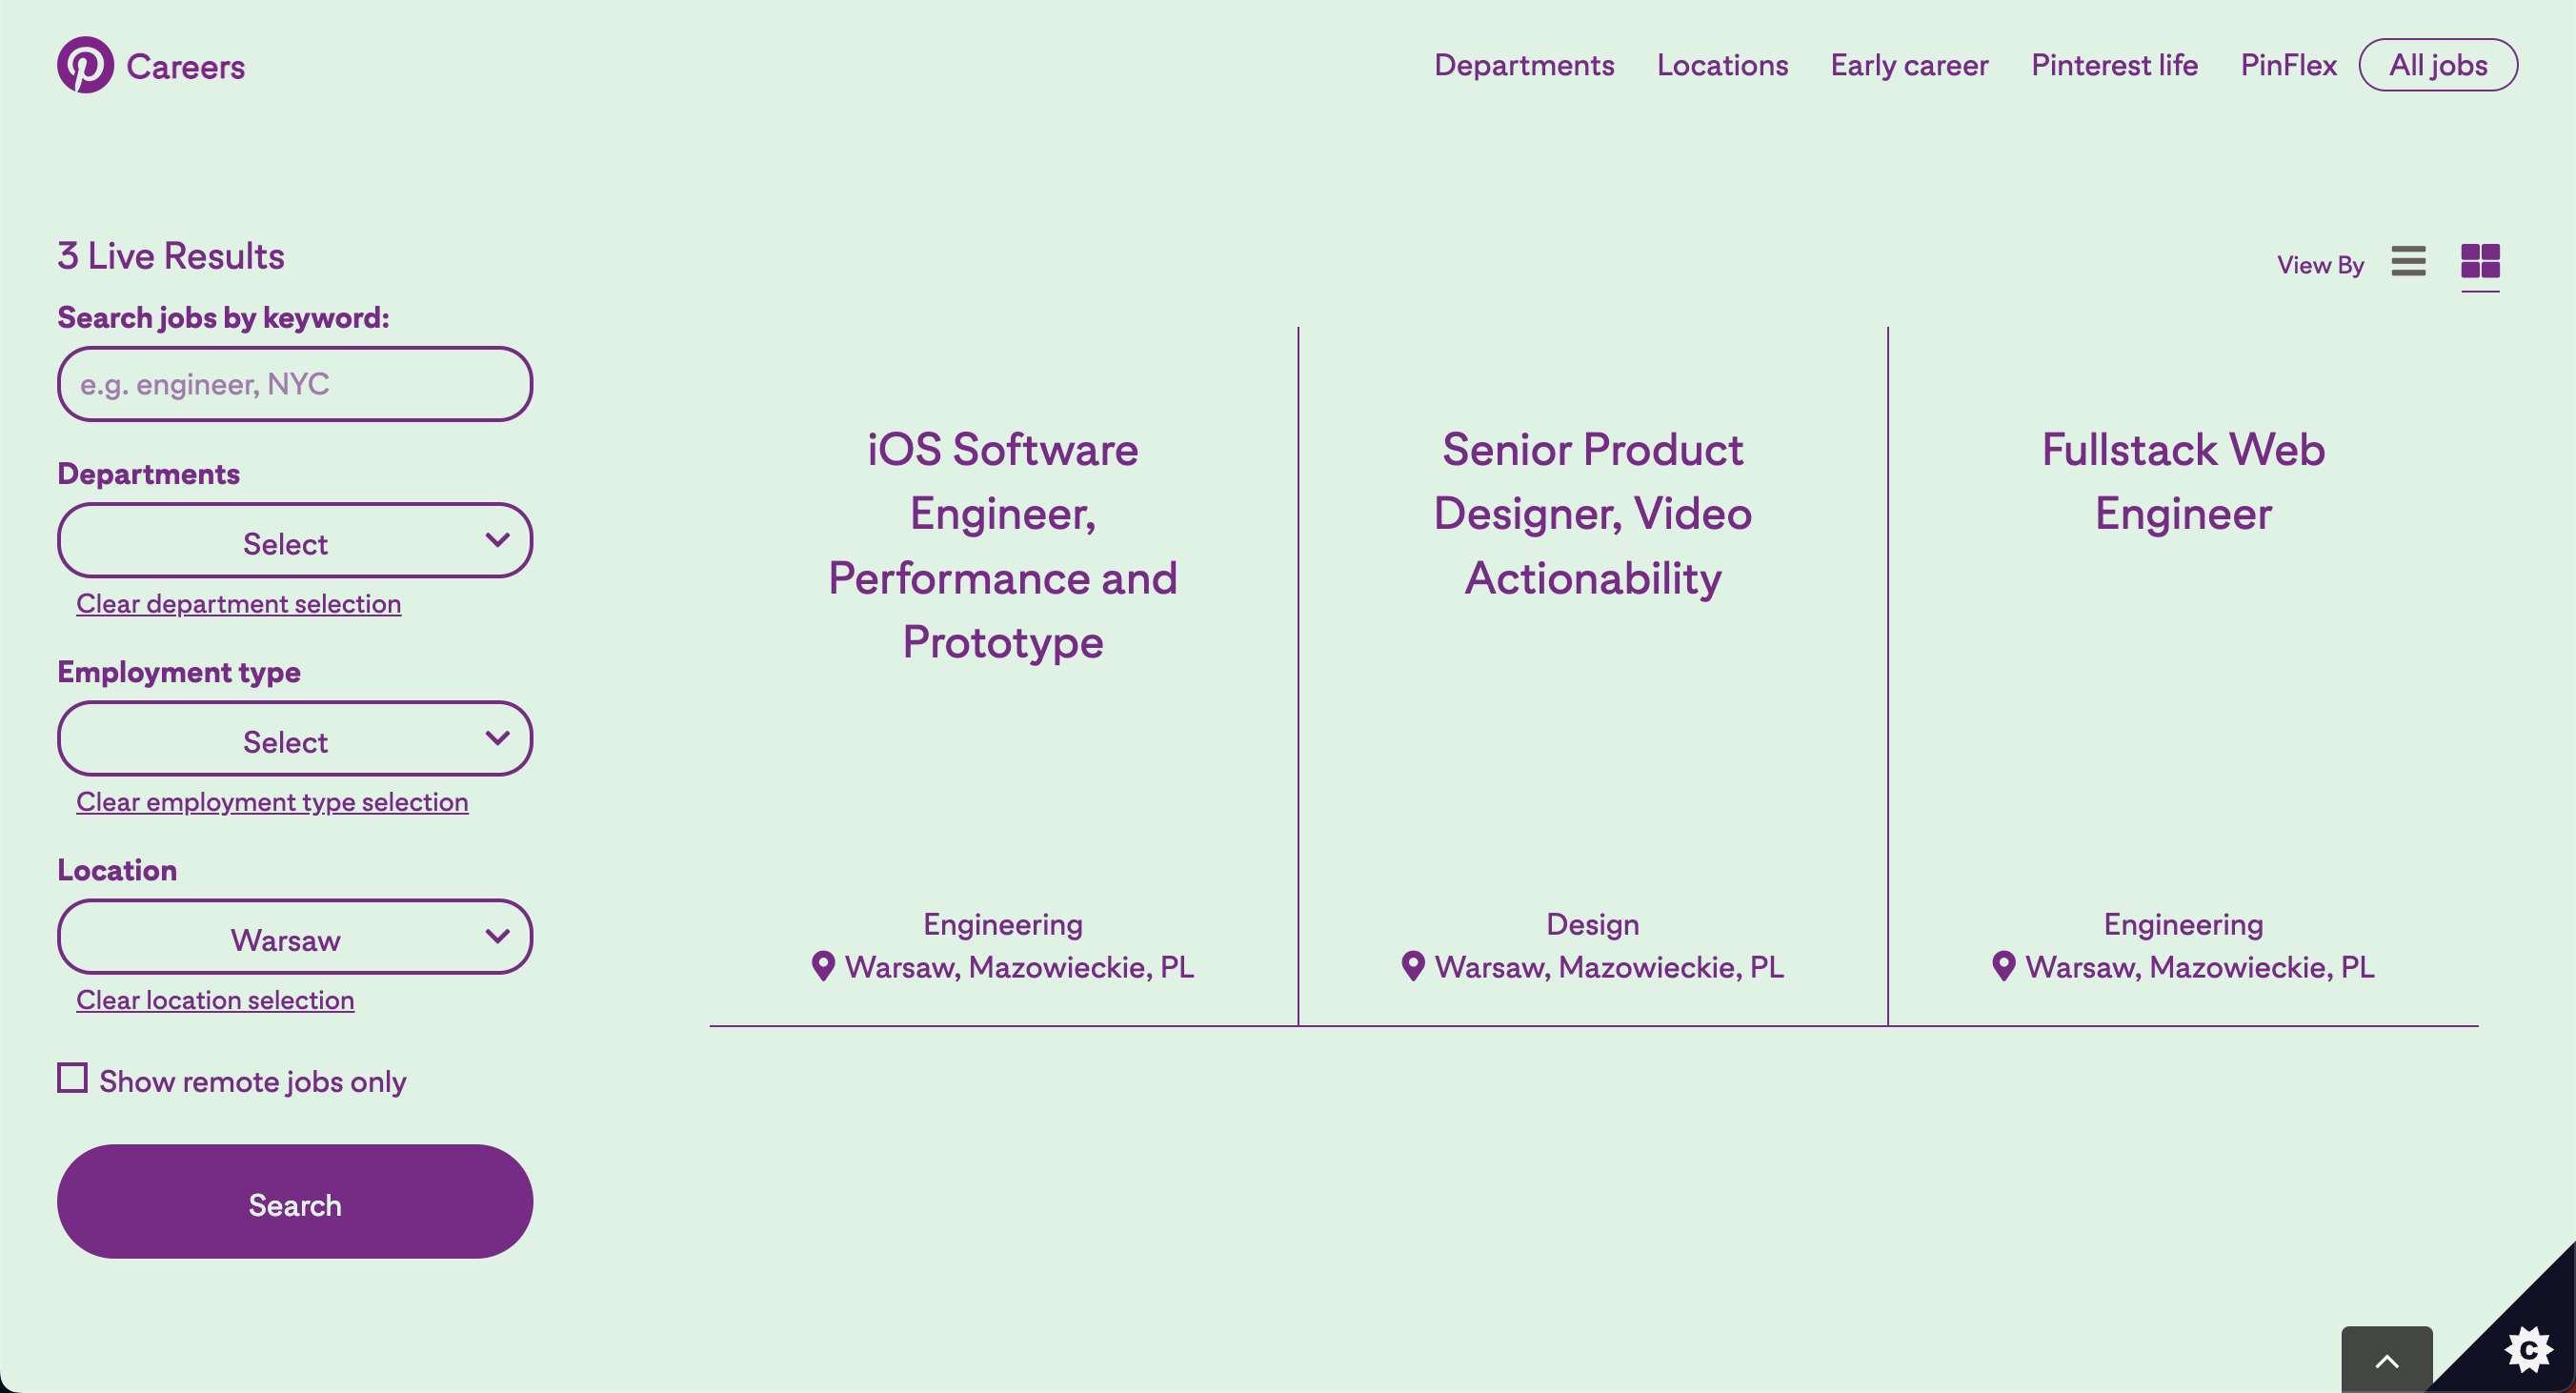 Careers
Departments
Locations
Early career
Pinterest life
PinFlex
All jobs
3 Live Results
View By
Search jobs by keyword:
e.g. engineer, NYC
Departments
Select
Clear department selection
Employment type
Select
Clear employment type selection
Location
Warsaw
Clear location selection
Show remote jobs only
Search
iOS Software
Engineer,
Performance and
Prototype
Engineering
Warsaw, Mazowieckie, PL
Senior Product
Designer, Video
Actionability
Design
Warsaw, Mazowieckie, PL
Fullstack Web
Engineer
Engineering
Warsaw, Mazowieckie, PL
C